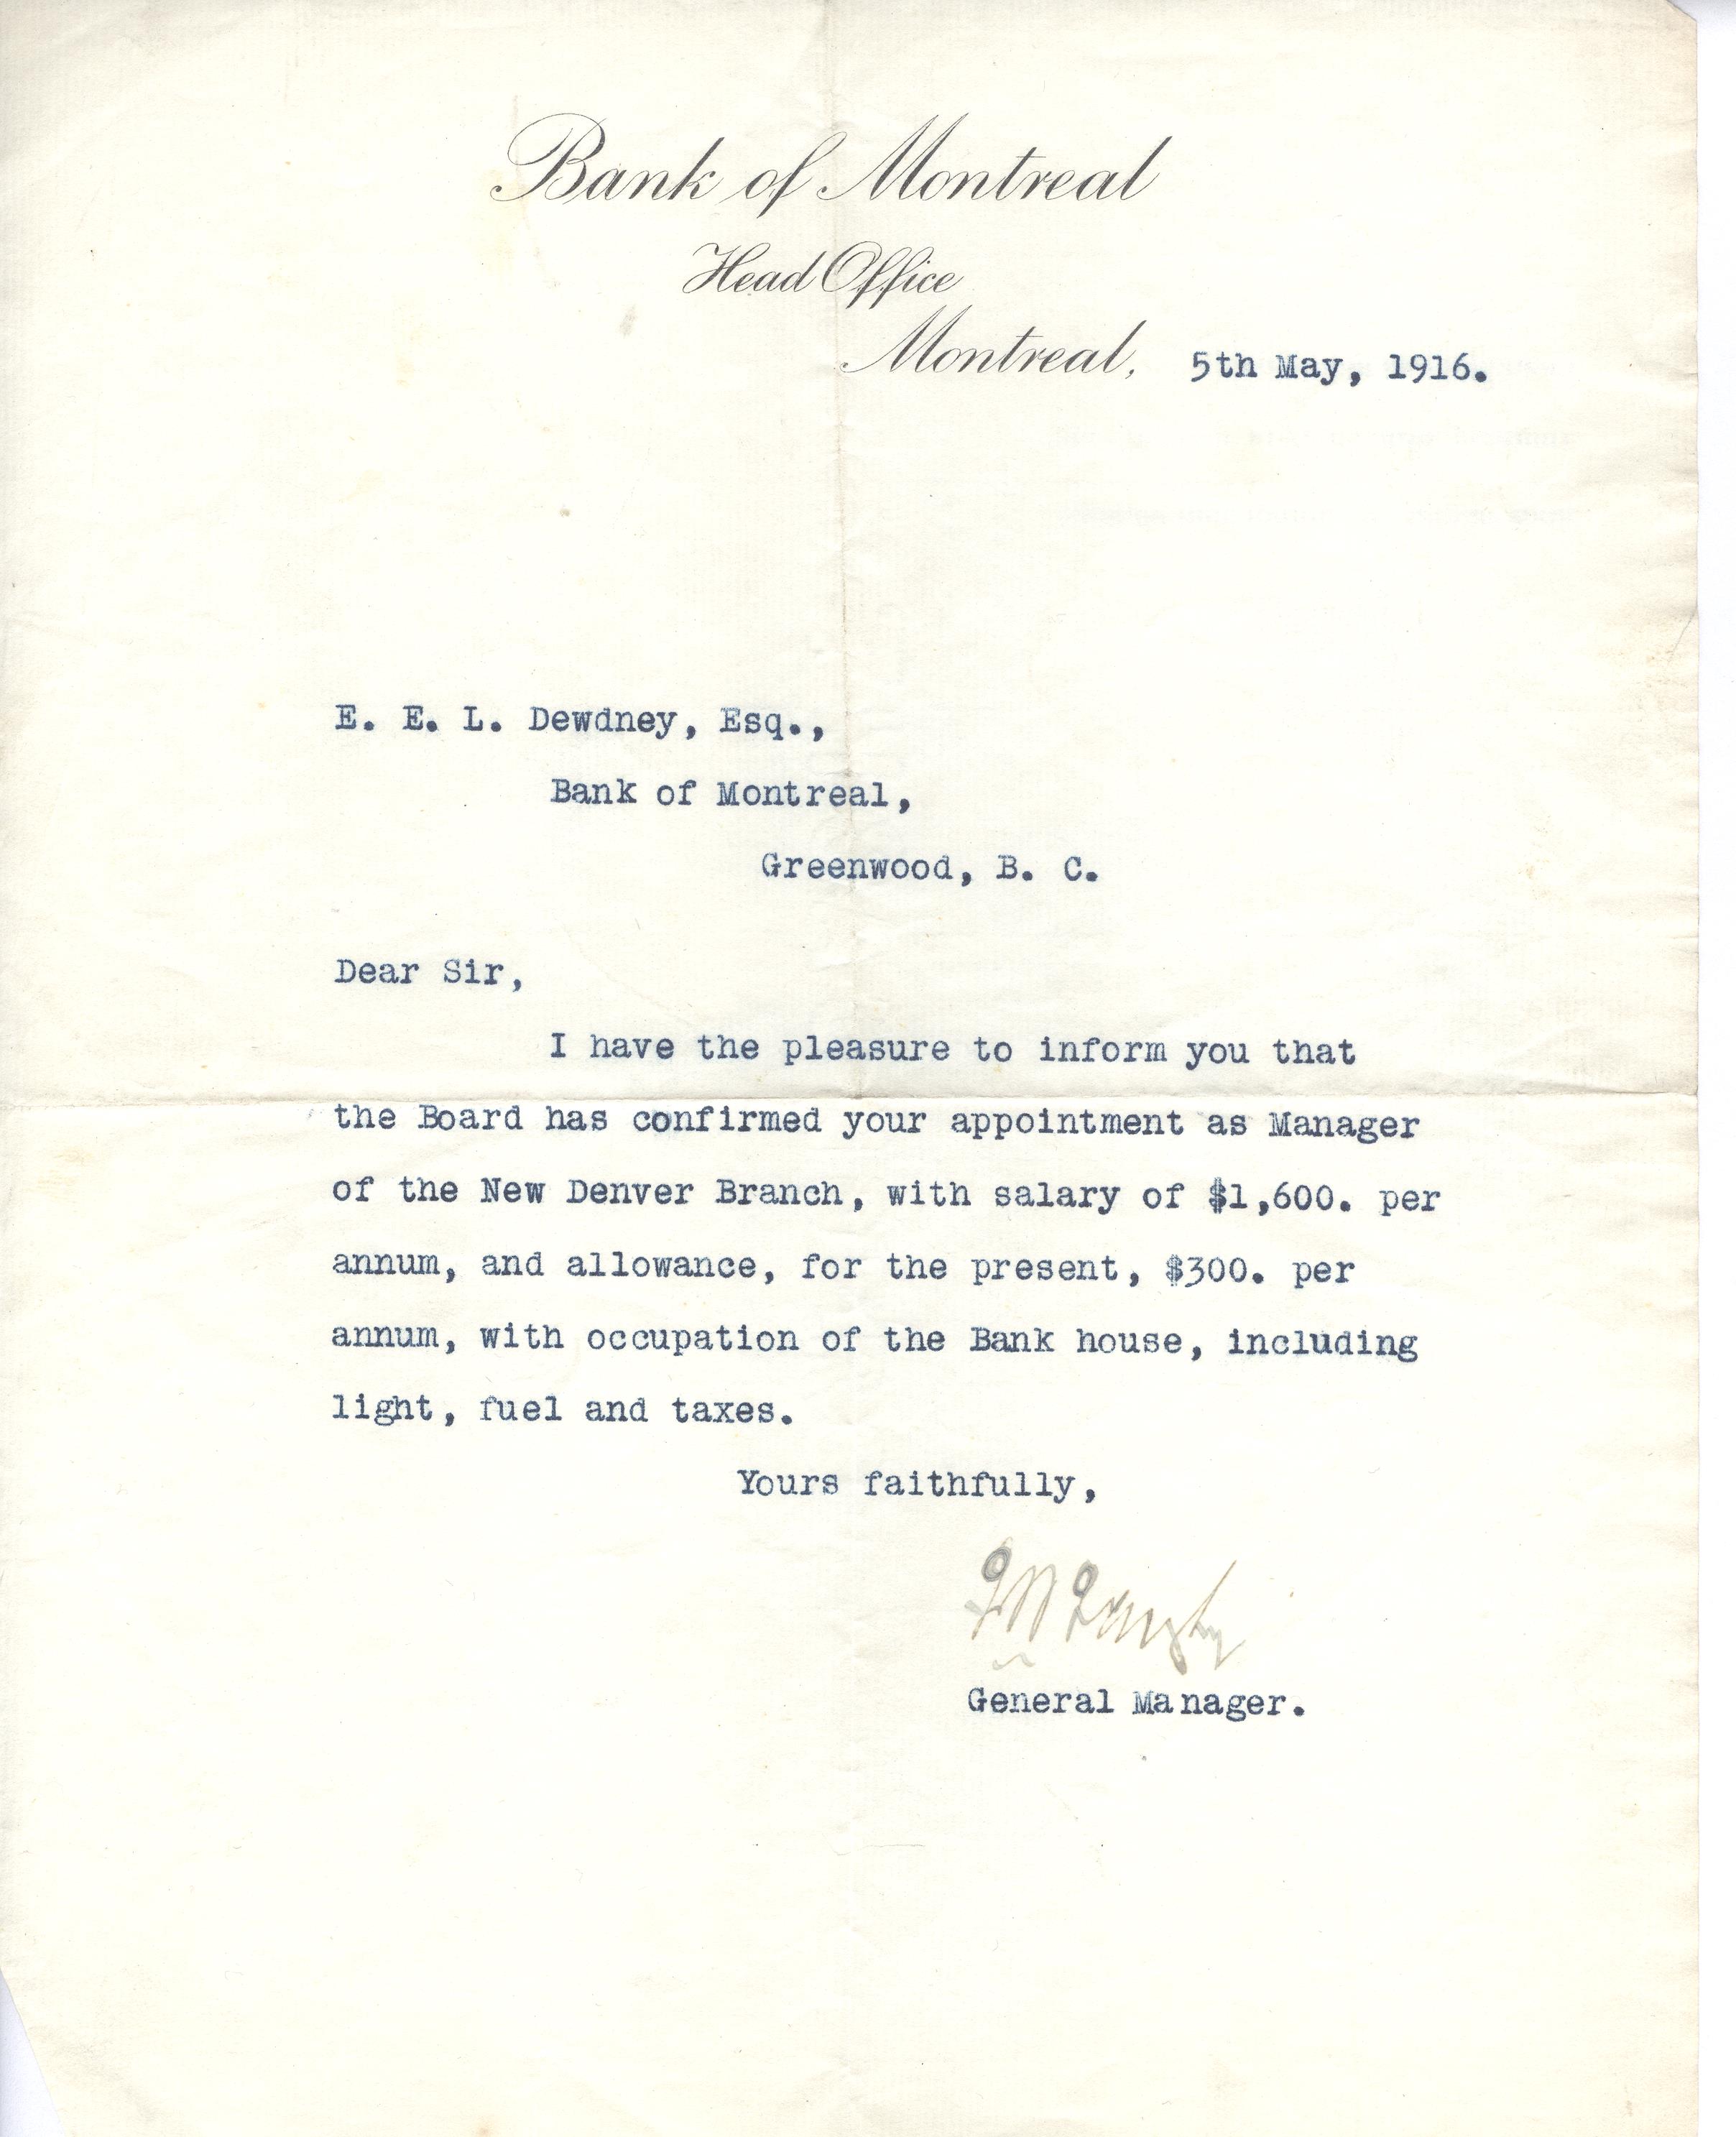 Bank of Montreal
Head Office
Montreal, 5th May, 1916.
E. E. L. Dewdney, Esq.,
Bank of Montreal,
Greenwood, B. C.
Dear Sir,
I have the pleasure to inform you that
the Board has confirmed your appointment as Manager
of the New Denver Branch, with salary of $1,600. per
annum, and allowance, for the present, $300. per
annum, with occupation of the Bank house, including
light, fuel and taxes.
Yours faithfully,
General Manager.